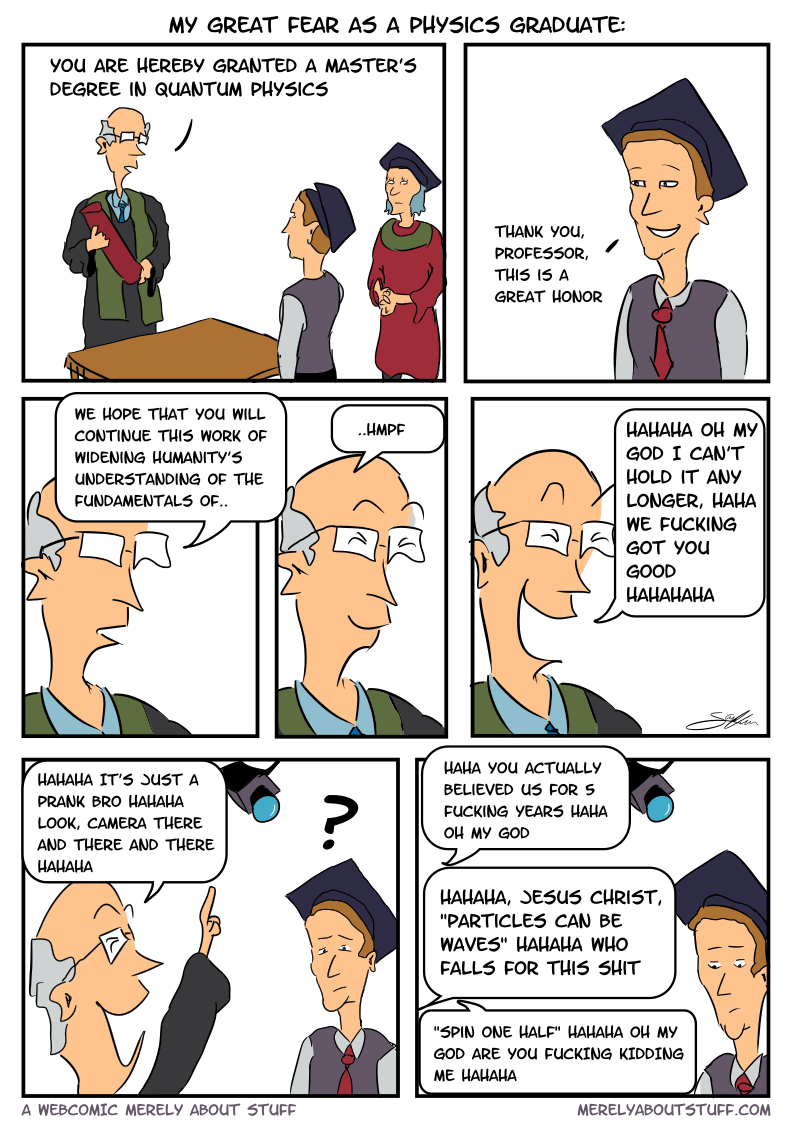 MY GREAT FEAR AS A PHYSICS GRADUATE:
YOU ARE HEREBY GRANTED A MASTER'S
DEGREE IN QUANTUM PHYSICS
THANK YOU,
PROFESSOR,
THIS IS A
GREAT HONOR
WE HOPE THAT YOU WILL
CONTINUE THIS WORK OF
WIDENING HUMANITY'S
UNDERSTANDING OF THE
FUNDAMENTALS OF..
..HMPF
HAHAHA OH MY
GOD I CAN'T
HOLD IT ANY
LONGER, HAHA
WE FUCKING
GOT YOU
GOOD
HAHAHAHA
HAHAHA IT'S JUST A
PRANK BRO HAHAHA
LOOK, CAMERA THERE
AND THERE AND THERE
HAHAHA
?
HAHA YOU ACTUALLY
BELIEVED US FOR 5
FUCKING YEARS HAHA
OH MY GOD
HAHAHA, JESUS CHRIST,
"PARTICLES CAN BE
WAVES" HAHAHA WHO
FALLS FOR THIS SHIT
"SPIN ONE HALF" HAHAHA OH MY
GOD ARE YOU FUCKING KIDDING
ME HAHAHA
A WEBCOMIC MERELY ABOUT STUFF
MERELYABOUTSTUFF.COM